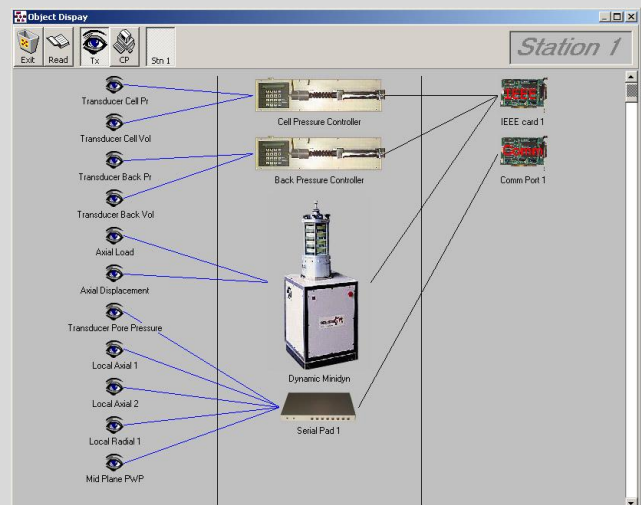 Object Dispay
Exit
Read
Tx
CP
Stn 1
Station 1
Transducer Cell Pr
Transducer Cell Vol
Transducer Back Pr
Transducer Back Vol
Axial Load
Axial Displacement
Transducer Pore Pressure
Local Axial 1
Local Axial 2
Local Radial 1
Mid Plane PWP
Cell Pressure Controller
Back Pressure Controller
Dynamic Minidyn
Serial Pad 1
IEEE
IEEE card 1
Comm
Comm Port 1